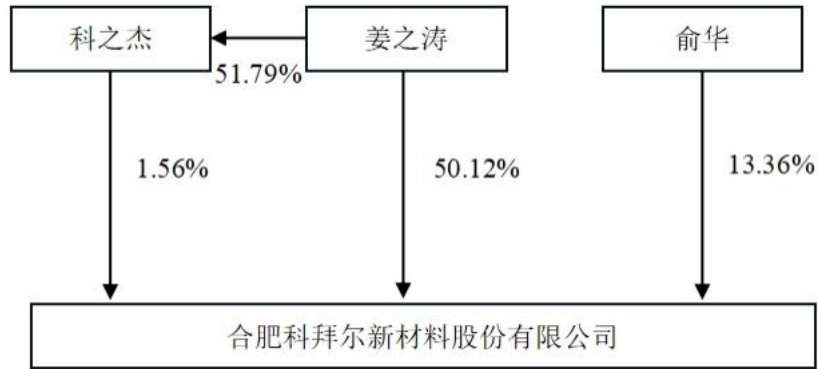 科之杰
姜之涛
俞华
51.79%
1.56%
50.12%
13.36%
合肥科拜尔新材料股份有限公司